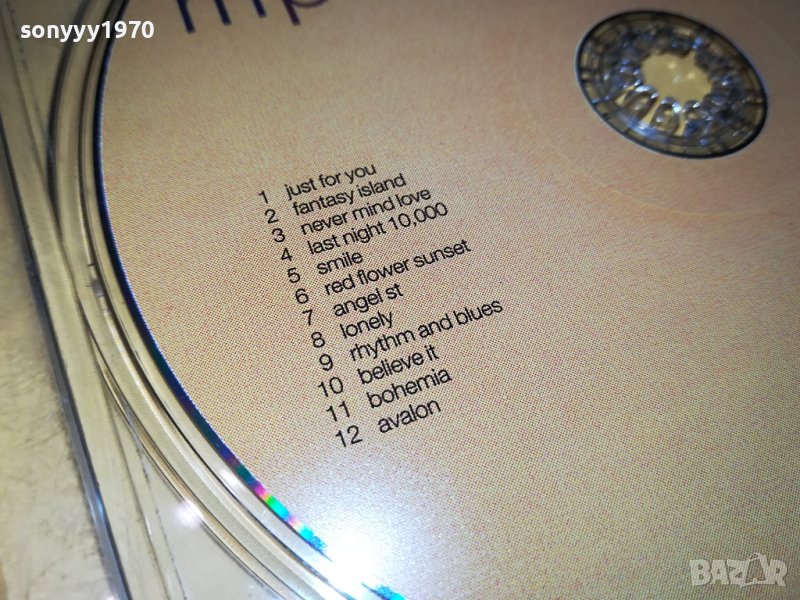 sonyyy1970
mp
1 just for you
2 fantasy island
3 never mind love
4 last night 10,000
5 smile
6 red flower sunset
7 angel st
8 lonely
9 rhythm and blues
10 believe it
11 bohemia
12 avalon
BAZAR